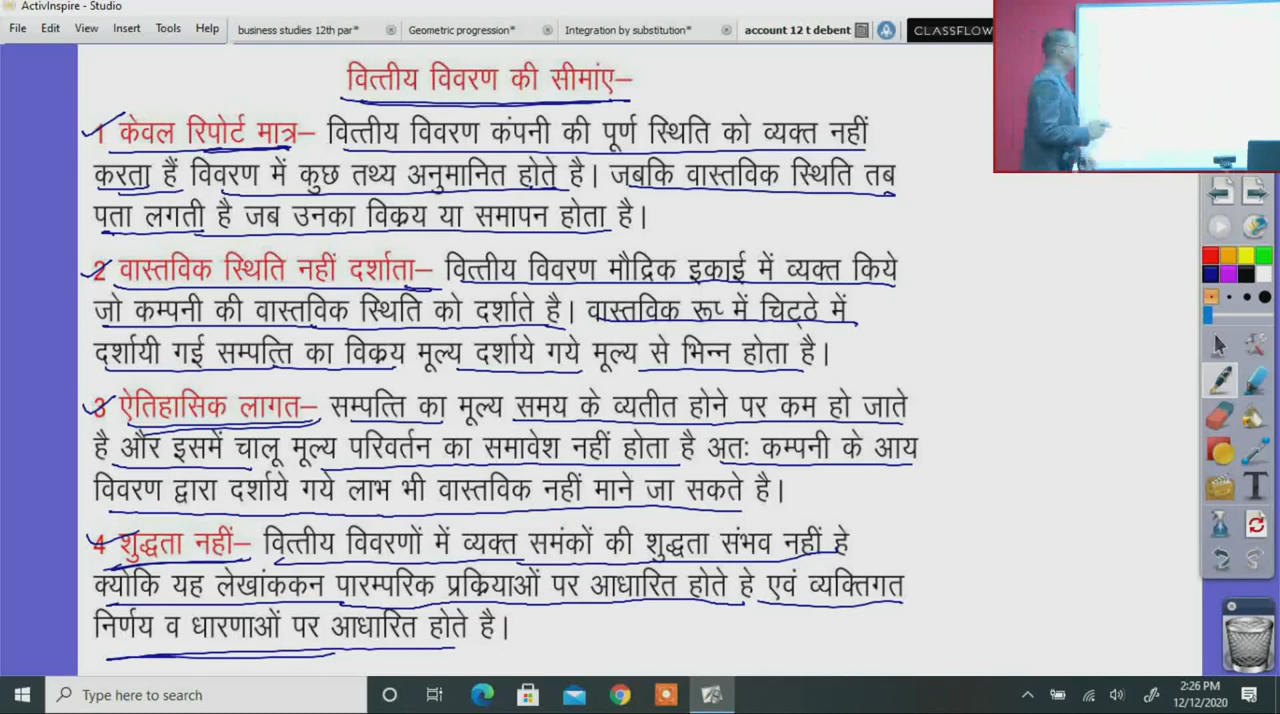 ActivInspire - Studio
File Edit View Insert Tools Help
business studies 12th par* Geometric progression* Integration by substitution* account 12 t debent CLASSFLOW
वित्तीय विवरण की सीमांए–
1 केवल रिपोर्ट मात्र– वित्तीय विवरण कंपनी की पूर्ण स्थिति को व्यक्त नहीं
करता हैं विवरण में कुछ तथ्य अनुमानित होते है। जबकि वास्तविक स्थिति तब
पता लगती है जब उनका विक्रय या समापन होता है।
2 वास्तविक स्थिति नहीं दर्शाता– वित्तीय विवरण मौद्रिक इकाई में व्यक्त किये
जो कम्पनी की वास्तविक स्थिति को दर्शाते है। वास्तविक रूप में चिट्ठे में
दर्शायी गई सम्पत्ति का विक्रय मूल्य दर्शाये गये मूल्य से भिन्न होता है।
3 ऐतिहासिक लागत– सम्पत्ति का मूल्य समय के व्यतीत होने पर कम हो जाते
है और इसमें चालू मूल्य परिवर्तन का समावेश नहीं होता है अतः कम्पनी के आय
विवरण द्वारा दर्शाये गये लाभ भी वास्तविक नहीं माने जा सकते है।
4 शुद्धता नहीं– वित्तीय विवरणों में व्यक्त समंकों की शुद्धता संभव नहीं हे
क्योकि यह लेखांककन पारम्परिक प्रक्रियाओं पर आधारित होते हे एवं व्यक्तिगत
निर्णय व धारणाओं पर आधारित होते है।
Type here to search
2:26 PM
12/12/2020